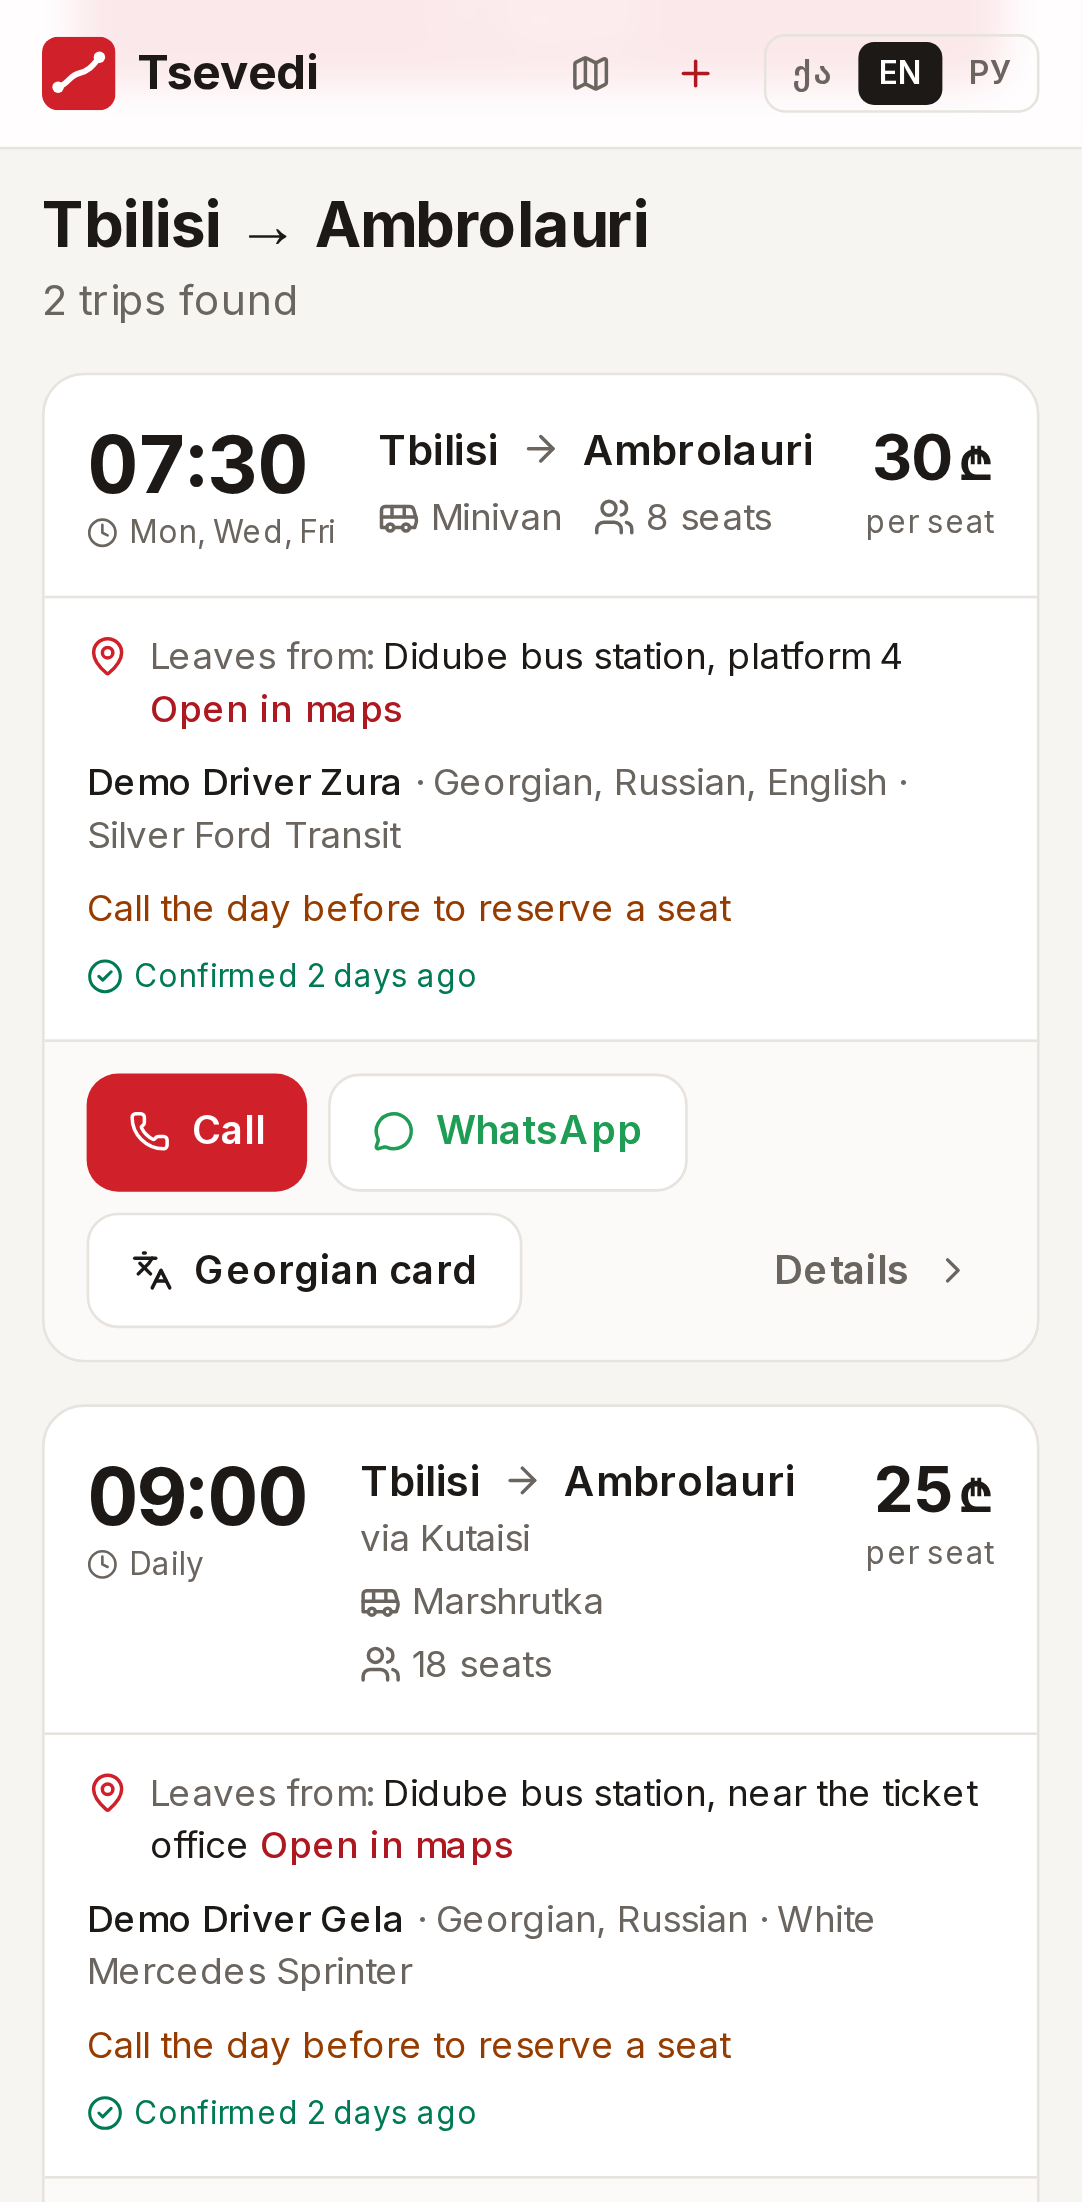 Tsevedi
ქა EN РУ
Tbilisi → Ambrolauri
2 trips found
07:30 Tbilisi → Ambrolauri 30₾
Mon, Wed, Fri Minivan 8 seats per seat
Leaves from: Didube bus station, platform 4
Open in maps
Demo Driver Zura · Georgian, Russian, English ·
Silver Ford Transit
Call the day before to reserve a seat
Confirmed 2 days ago
Call WhatsApp
Georgian card Details
09:00 Tbilisi → Ambrolauri 25₾
via Kutaisi
Daily per seat
Marshrutka
18 seats
Leaves from: Didube bus station, near the ticket
office Open in maps
Demo Driver Gela · Georgian, Russian · White
Mercedes Sprinter
Call the day before to reserve a seat
Confirmed 2 days ago